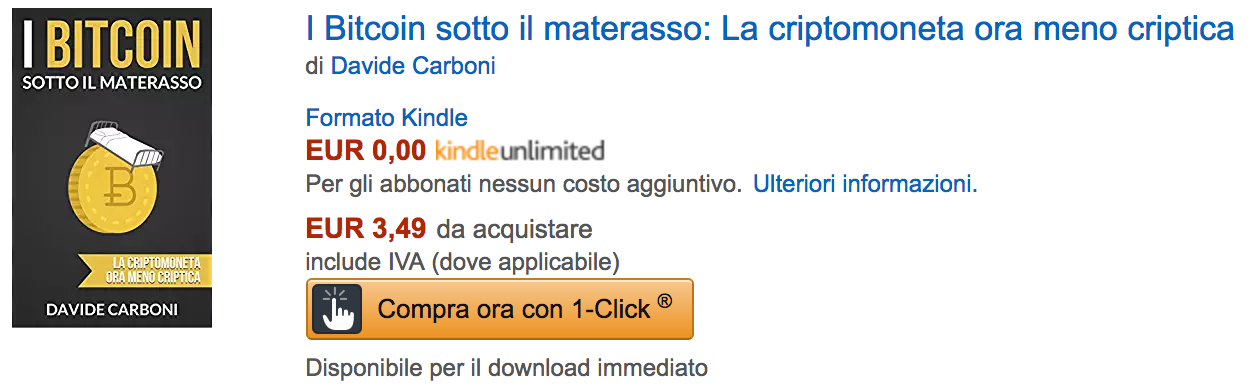 I BITCOIN
SOTTO IL MATERASSO
LA CRIPTOMONETA
ORA MENO CRIPTICA
DAVIDE CARBONI
I Bitcoin sotto il materasso: La criptomoneta ora meno criptica
di Davide Carboni
Formato Kindle
EUR 0,00 kindleunlimited
Per gli abbonati nessun costo aggiuntivo. Ulteriori informazioni.
EUR 3,49 da acquistare
include IVA (dove applicabile)
Compra ora con 1-Click ®
Disponibile per il download immediato